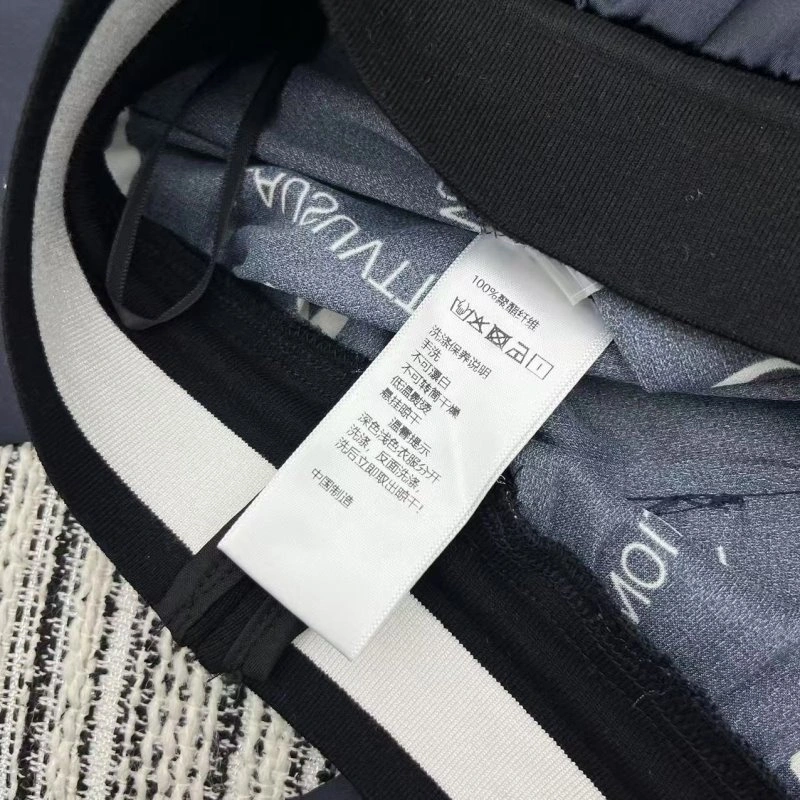 100%聚酯纤维
洗涤保养说明
手洗
不可漂白
不可转筒干燥
低温熨烫
悬挂晾干
温馨提示
深色浅色衣服分开
洗涤，反面洗涤.
洗后立即取出晾干!
中国制造